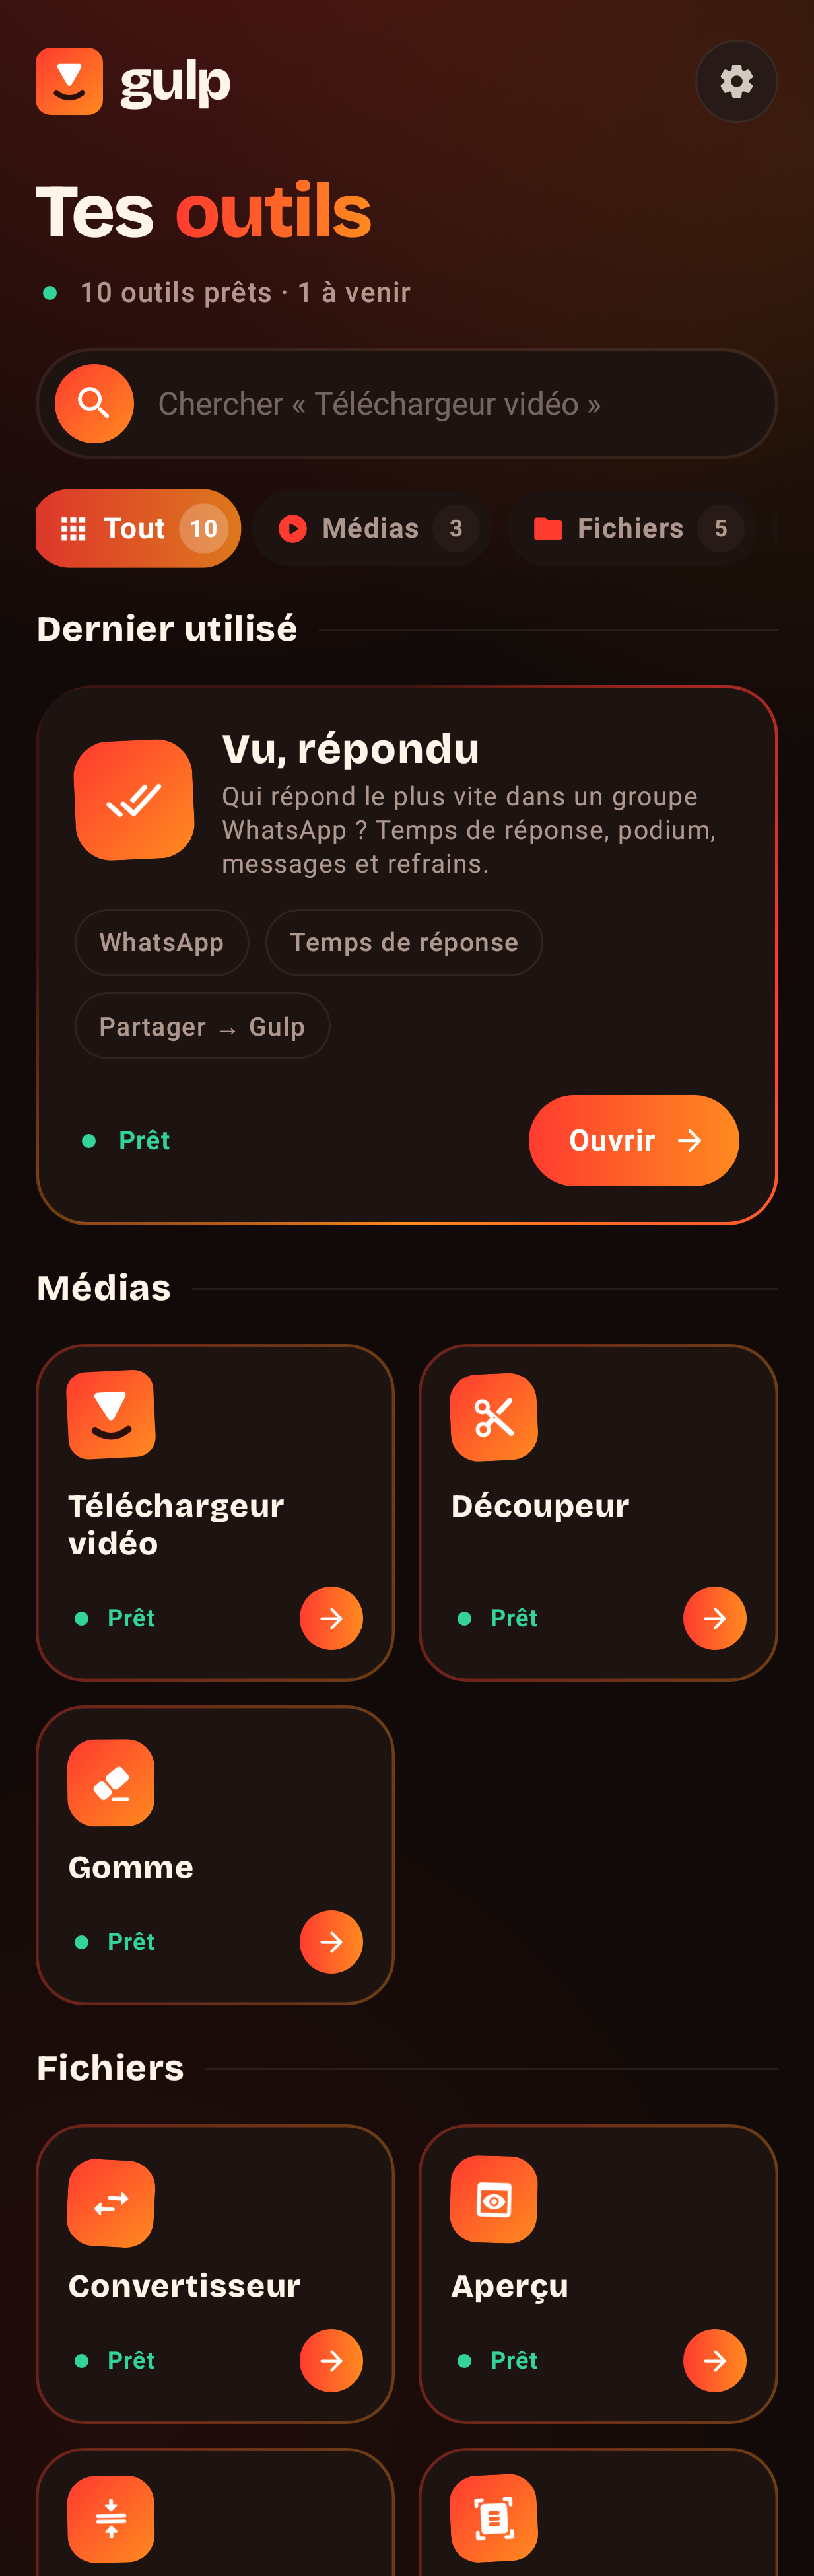 gulp
Tes outils
10 outils prêts · 1 à venir
Chercher « Téléchargeur vidéo »
Tout 10 Médias 3 Fichiers 5
Dernier utilisé
Vu, répondu
Qui répond le plus vite dans un groupe
WhatsApp ? Temps de réponse, podium,
messages et refrains.
WhatsApp Temps de réponse
Partager → Gulp
Prêt Ouvrir →
Médias
Téléchargeur
vidéo
Prêt
Découpeur
Prêt
Gomme
Prêt
Fichiers
Convertisseur
Prêt
Aperçu
Prêt